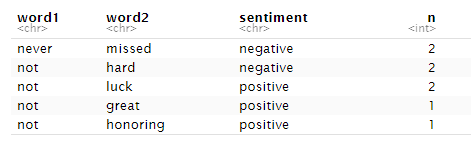 word1 word2 sentiment n
<chr> <chr> <chr> <int>
never missed negative 2
not hard negative 2
not luck positive 2
not great positive 1
not honoring positive 1